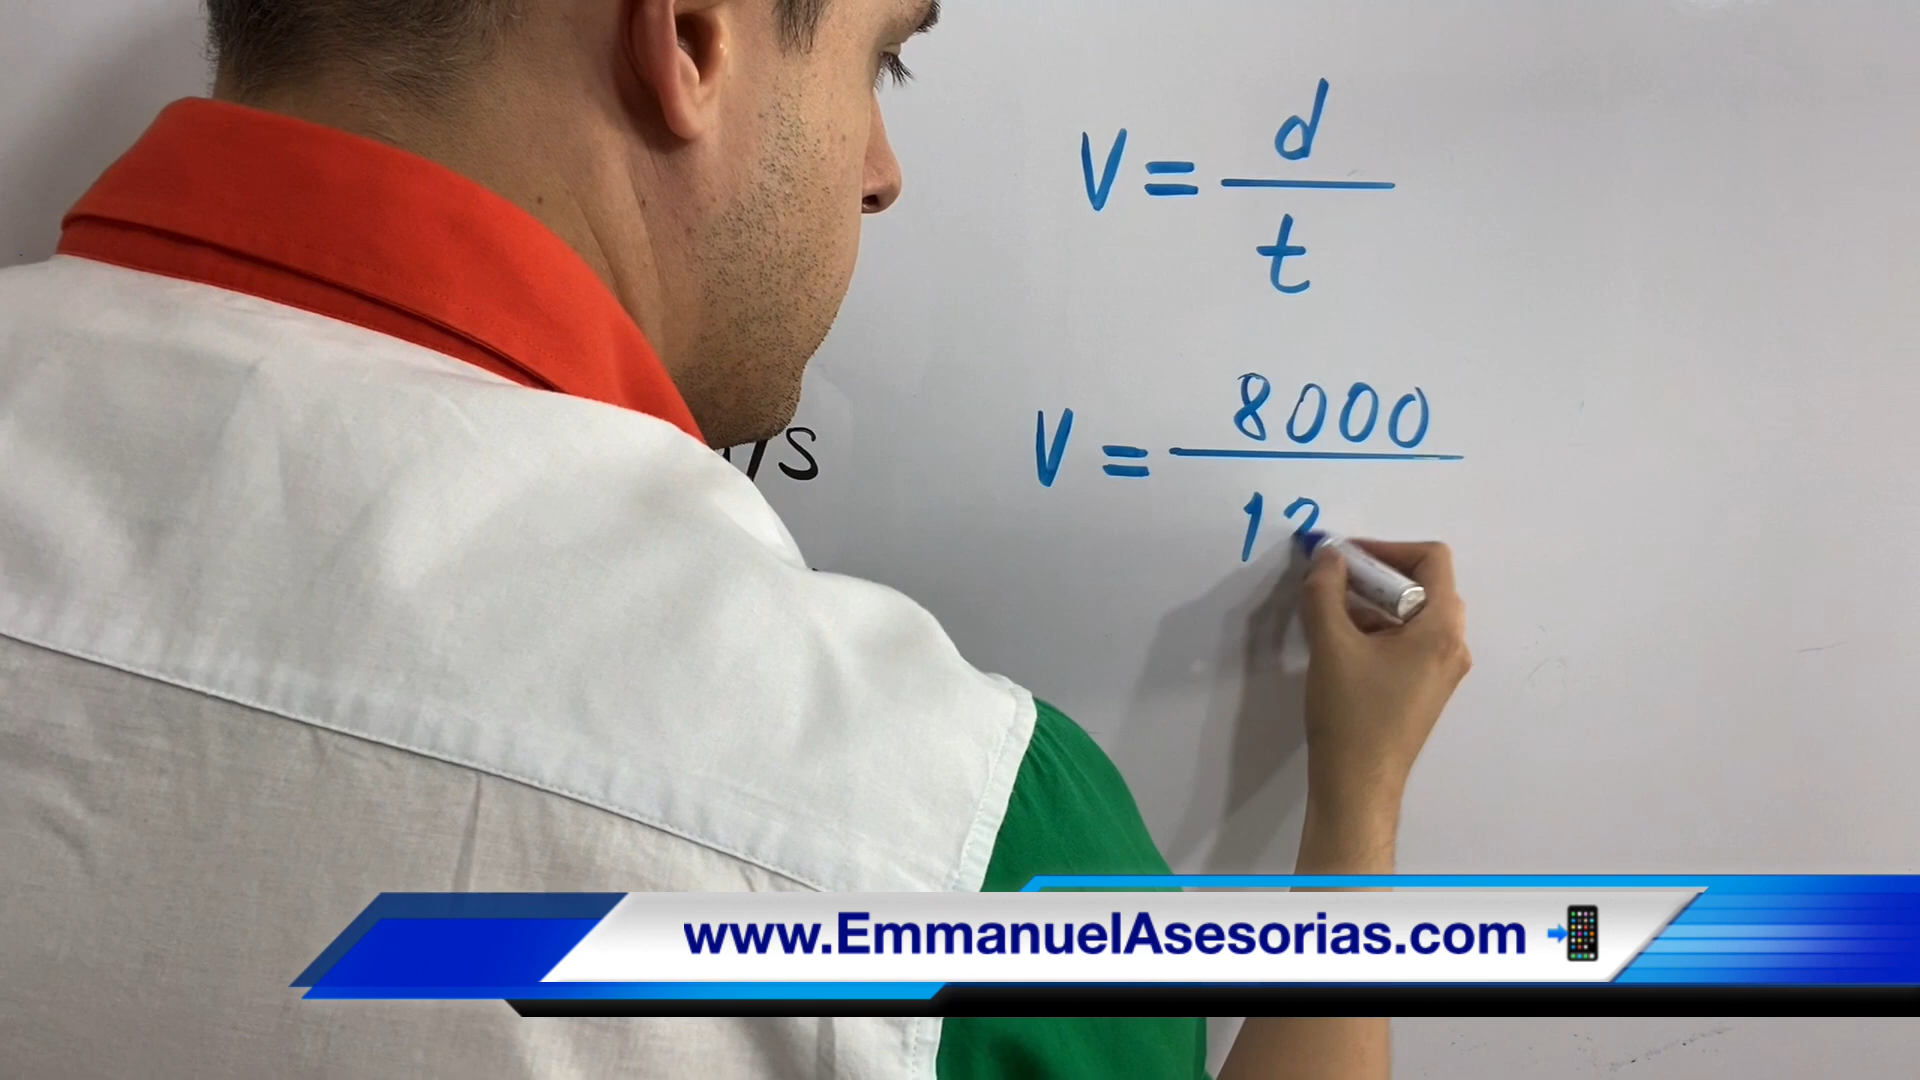 V = d
t
V = 8000
12
/S
www.EmmanuelAsesorias.com